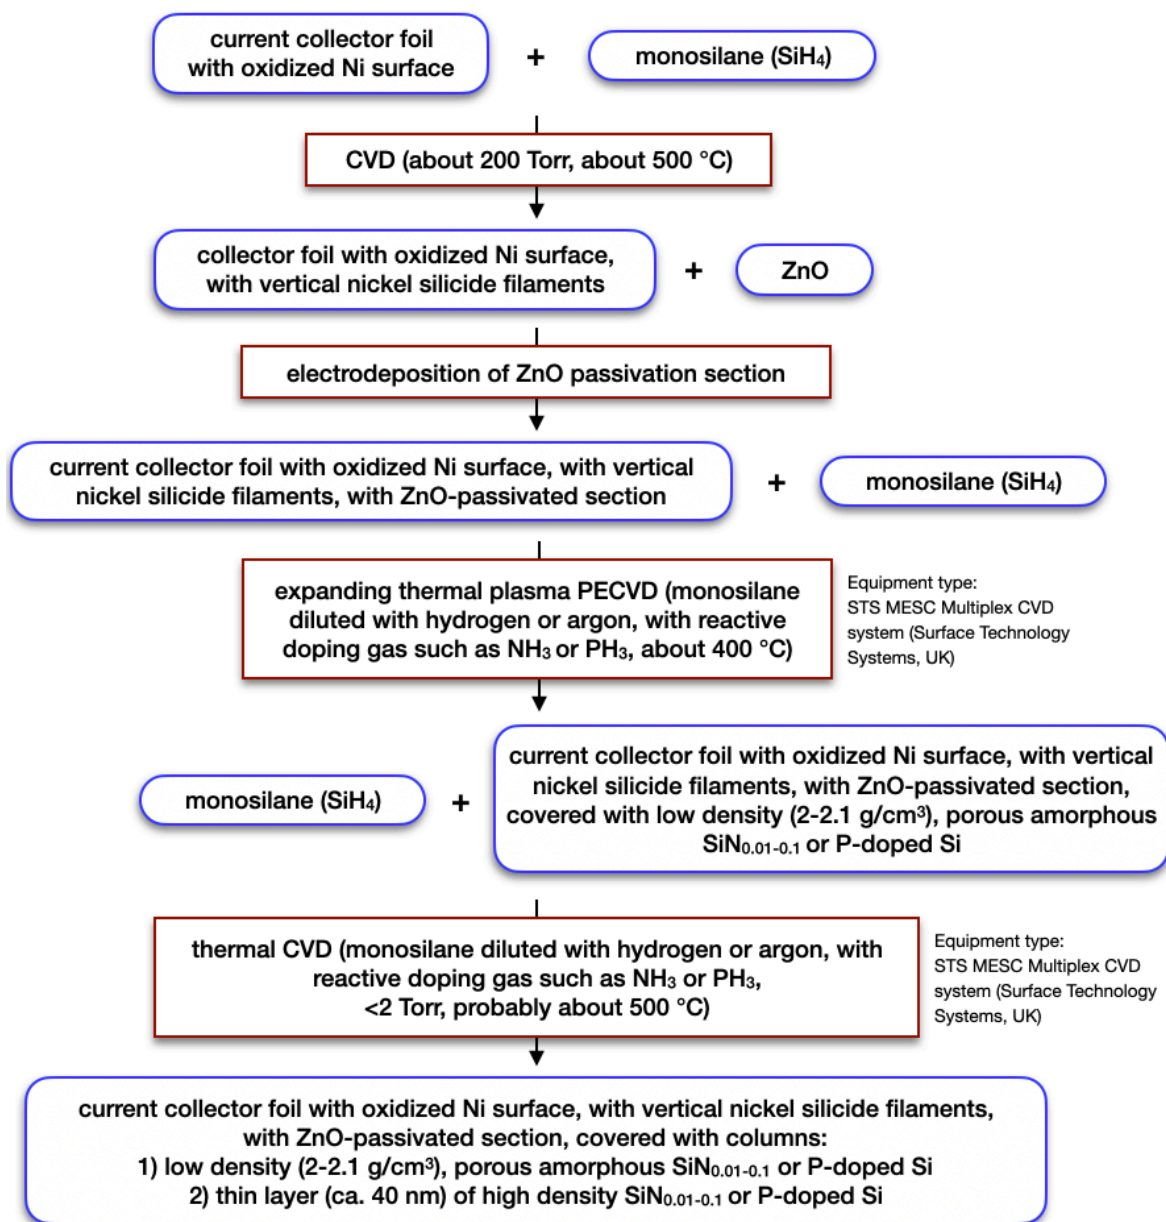 current collector foil
with oxidized Ni surface
+
monosilane (SiH₄)
CVD (about 200 Torr, about 500 °C)
collector foil with oxidized Ni surface,
with vertical nickel silicide filaments
+
ZnO
electrodeposition of ZnO passivation section
current collector foil with oxidized Ni surface, with vertical
nickel silicide filaments, with ZnO-passivated section
+
monosilane (SiH₄)
expanding thermal plasma PECVD (monosilane
diluted with hydrogen or argon, with reactive
doping gas such as NH₃ or PH₃, about 400 °C)
Equipment type:
STS MESC Multiplex CVD
system (Surface Technology
Systems, UK)
monosilane (SiH₄)
+
current collector foil with oxidized Ni surface, with vertical
nickel silicide filaments, with ZnO-passivated section,
covered with low density (2-2.1 g/cm³), porous amorphous
SiN₀.₀₁₋₀.₁ or P-doped Si
thermal CVD (monosilane diluted with hydrogen or argon, with
reactive doping gas such as NH₃ or PH₃,
<2 Torr, probably about 500 °C)
Equipment type:
STS MESC Multiplex CVD
system (Surface Technology
Systems, UK)
current collector foil with oxidized Ni surface, with vertical nickel silicide filaments,
with ZnO-passivated section, covered with columns:
1) low density (2-2.1 g/cm³), porous amorphous SiN₀.₀₁₋₀.₁ or P-doped Si
2) thin layer (ca. 40 nm) of high density SiN₀.₀₁₋₀.₁ or P-doped Si